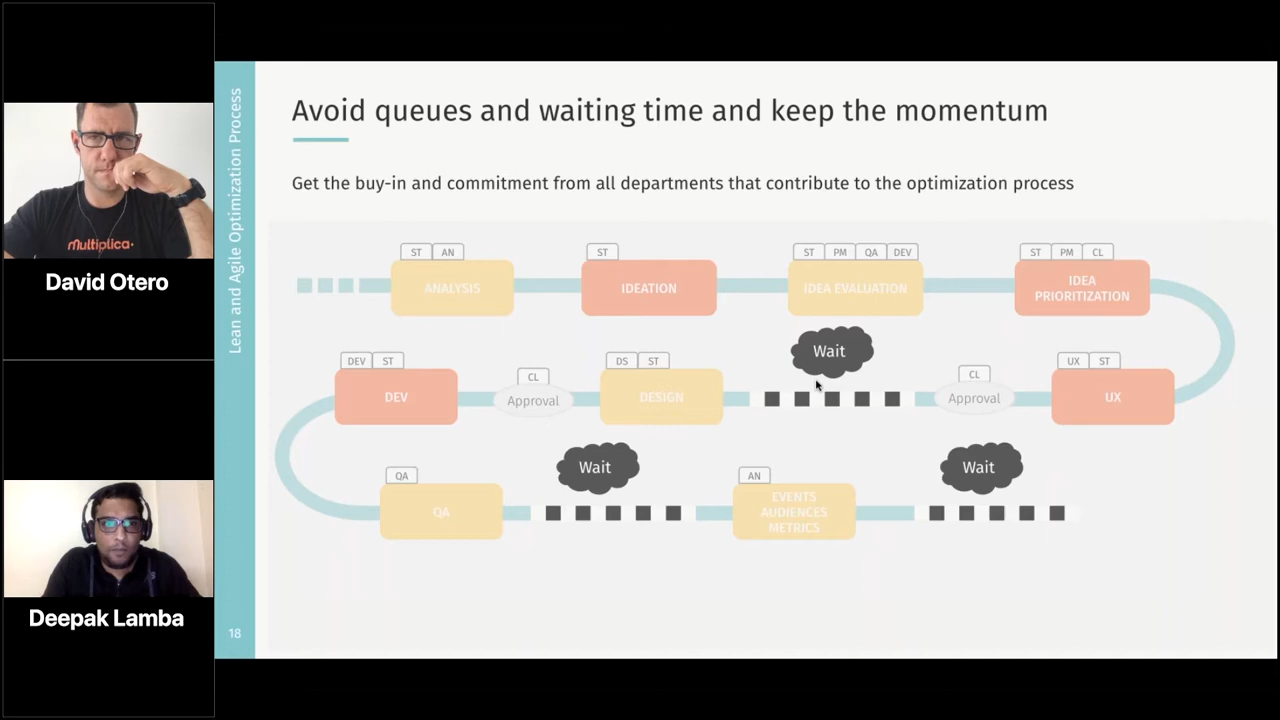 Multiplica.
David Otero
Deepak Lamba
Lean and Agile Optimization Process
18
Avoid queues and waiting time and keep the momentum
Get the buy-in and commitment from all departments that contribute to the optimization process
ST AN
ANALYSIS
ST
IDEATION
ST PM QA DEV
IDEA EVALUATION
ST PM CL
IDEA
PRIORITIZATION
Wait
DEV ST
DEV
CL
Approval
DS ST
DESIGN
CL
Approval
UX ST
UX
Wait
Wait
QA
QA
AN
EVENTS
AUDIENCES
METRICS